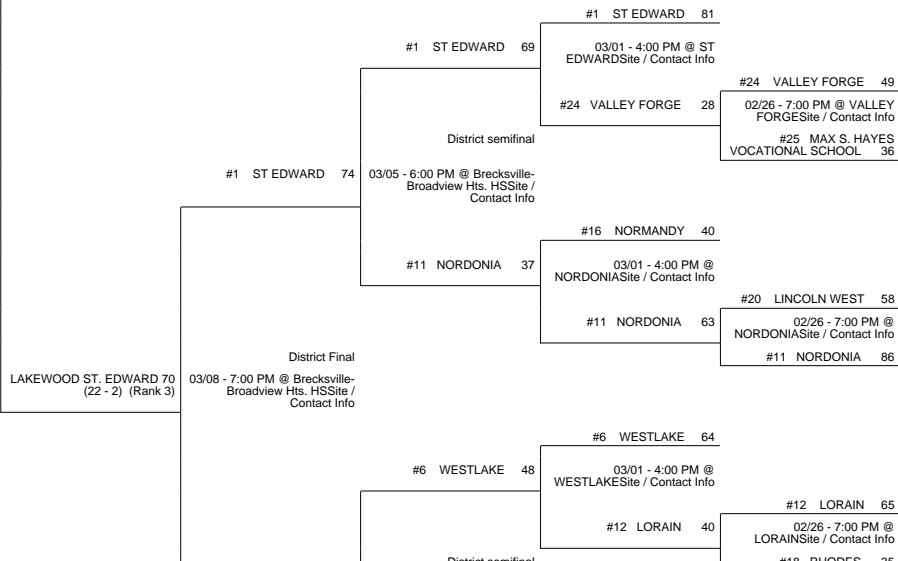 #1 ST EDWARD 81
#1 ST EDWARD 69
03/01 - 4:00 PM @ ST
EDWARDSite / Contact Info
#24 VALLEY FORGE 49
#24 VALLEY FORGE 28
02/26 - 7:00 PM @ VALLEY
FORGESite / Contact Info
District semifinal
#25 MAX S. HAYES
VOCATIONAL SCHOOL 36
#1 ST EDWARD 74
03/05 - 6:00 PM @ Brecksville-
Broadview Hts. HSSite /
Contact Info
#16 NORMANDY 40
#11 NORDONIA 37
03/01 - 4:00 PM @
NORDONIASite / Contact Info
#20 LINCOLN WEST 58
#11 NORDONIA 63
02/26 - 7:00 PM @
NORDONIASite / Contact Info
District Final
#11 NORDONIA 86
LAKEWOOD ST. EDWARD 70
(22 - 2) (Rank 3)
03/08 - 7:00 PM @ Brecksville-
Broadview Hts. HSSite /
Contact Info
#6 WESTLAKE 64
#6 WESTLAKE 48
03/01 - 4:00 PM @
WESTLAKESite / Contact Info
#12 LORAIN 65
#12 LORAIN 40
02/26 - 7:00 PM @
LORAINSite / Contact Info
District semifinal
#18 RHODES 35